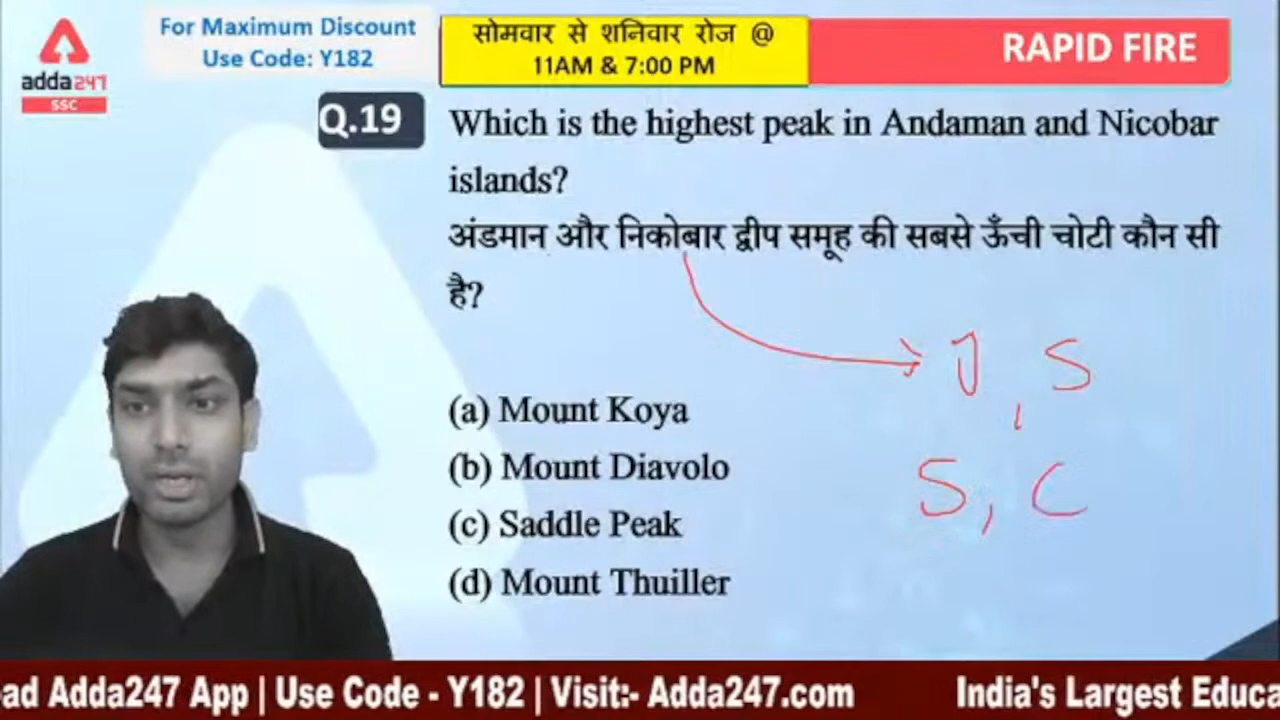 For Maximum Discount
Use Code: Y182
adda247
SSC
सोमवार से शनिवार रोज @
11AM & 7:00 PM
RAPID FIRE
Q.19
Which is the highest peak in Andaman and Nicobar
islands?
अंडमान और निकोबार द्वीप समूह की सबसे ऊँची चोटी कौन सी
है?
(a) Mount Koya
(b) Mount Diavolo
(c) Saddle Peak
(d) Mount Thuiller
J, S
S, C
ad Adda247 App | Use Code - Y182 | Visit:- Adda247.com India's Largest Educa